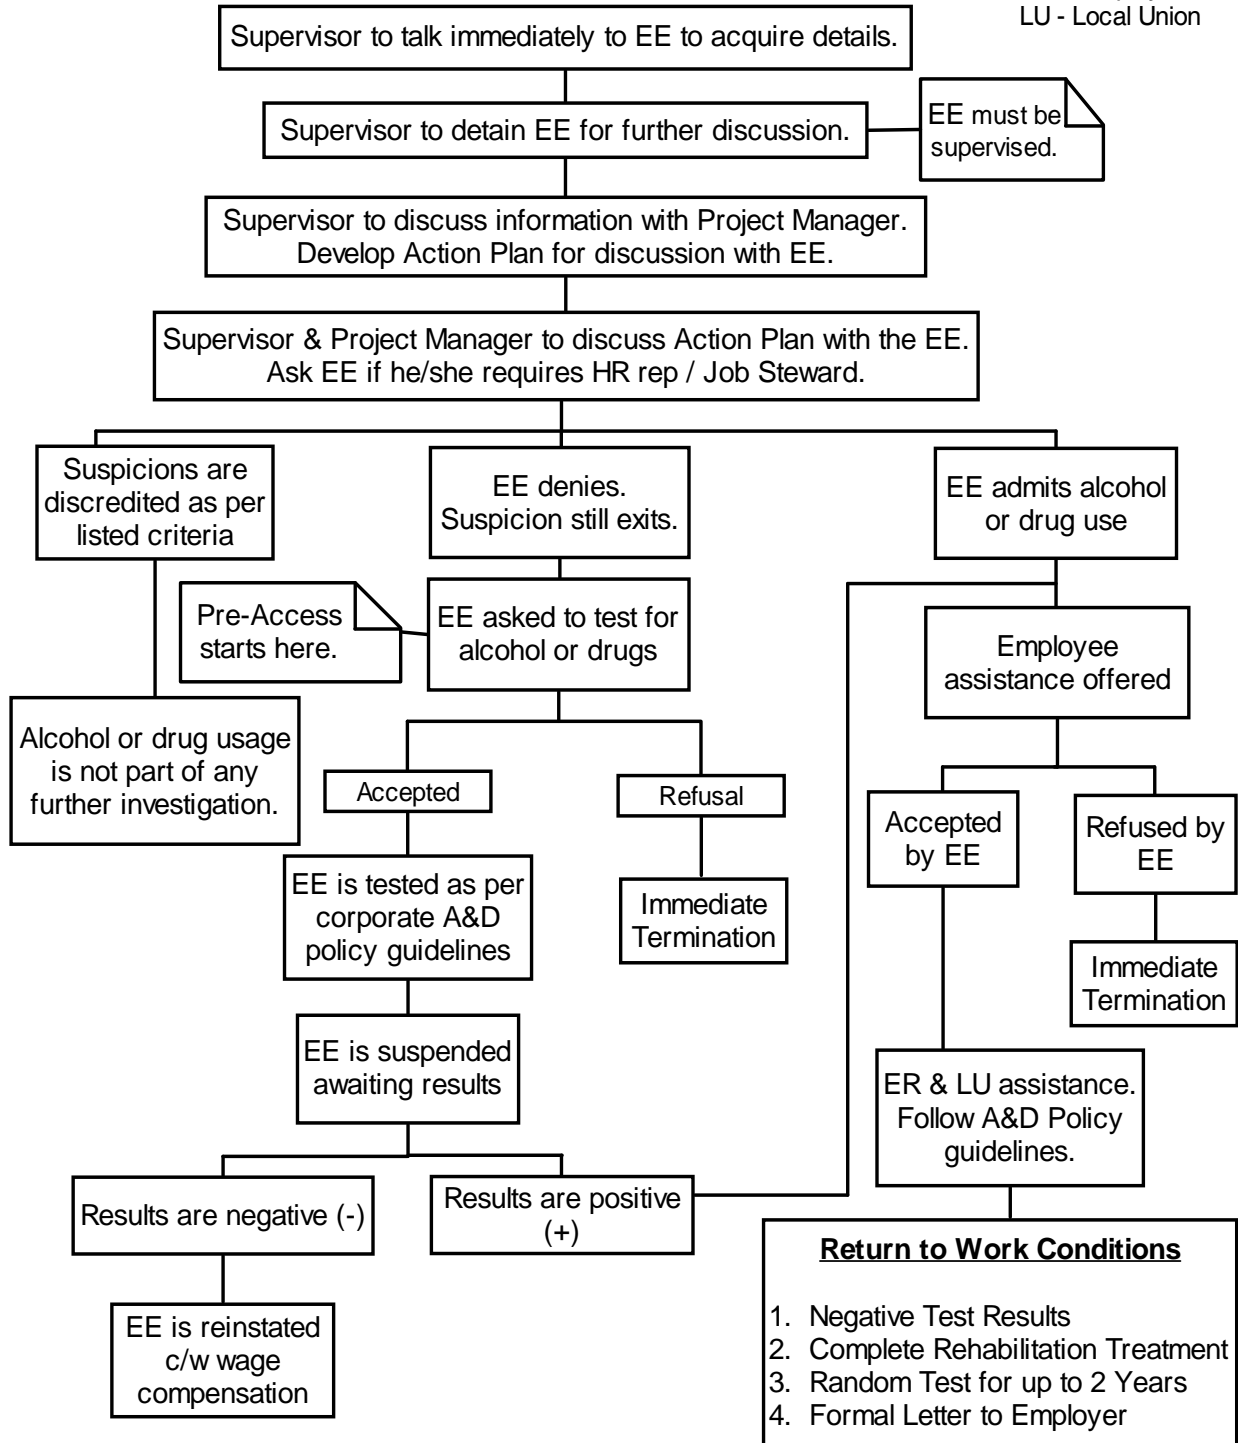 LU - Local Union
Supervisor to talk immediately to EE to acquire details.
Supervisor to detain EE for further discussion.
EE must be
supervised.
Supervisor to discuss information with Project Manager.
Develop Action Plan for discussion with EE.
Supervisor & Project Manager to discuss Action Plan with the EE.
Ask EE if he/she requires HR rep / Job Steward.
Suspicions are
discredited as per
listed criteria
EE denies.
Suspicion still exits.
EE admits alcohol
or drug use
Pre-Access
starts here.
EE asked to test for
alcohol or drugs
Employee
assistance offered
Alcohol or drug usage
is not part of any
further investigation.
Accepted
Refusal
Accepted
by EE
Refused by
EE
EE is tested as per
corporate A&D
policy guidelines
Immediate
Termination
Immediate
Termination
EE is suspended
awaiting results
ER & LU assistance.
Follow A&D Policy
guidelines.
Results are negative (-)
Results are positive
(+)
EE is reinstated
c/w wage
compensation
Return to Work Conditions
1. Negative Test Results
2. Complete Rehabilitation Treatment
3. Random Test for up to 2 Years
4. Formal Letter to Employer